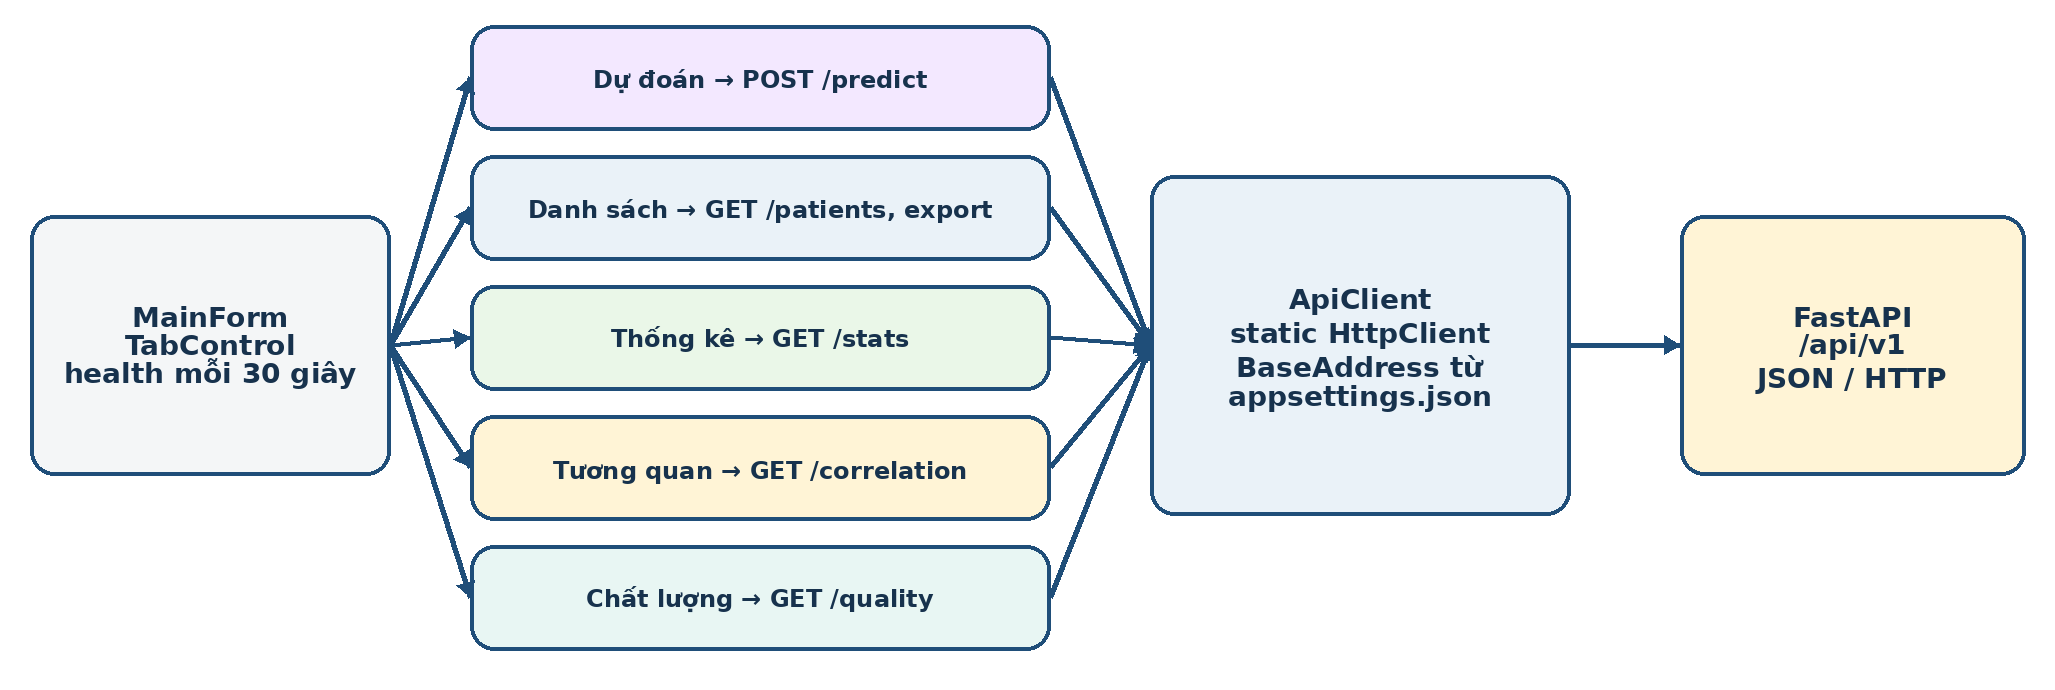 MainForm
TabControl
health mỗi 30 giây
Dự đoán → POST /predict
Danh sách → GET /patients, export
Thống kê → GET /stats
Tương quan → GET /correlation
Chất lượng → GET /quality
ApiClient
static HttpClient
BaseAddress từ
appsettings.json
FastAPI
/api/v1
JSON / HTTP